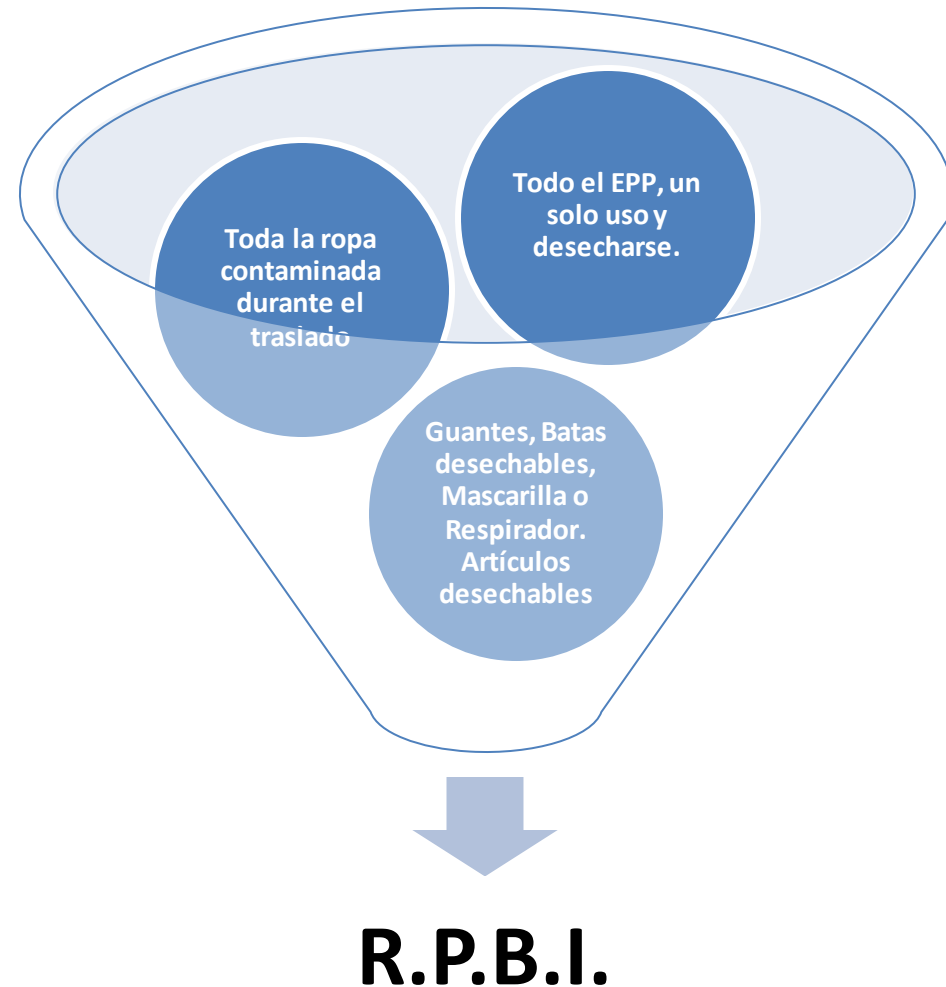 Todo el EPP, un
solo uso y
desecharse.
Toda la ropa
contaminada
durante el
traslado
Guantes, Batas
desechables,
Mascarilla o
Respirador.
Artículos
desechables
R.P.B.I.